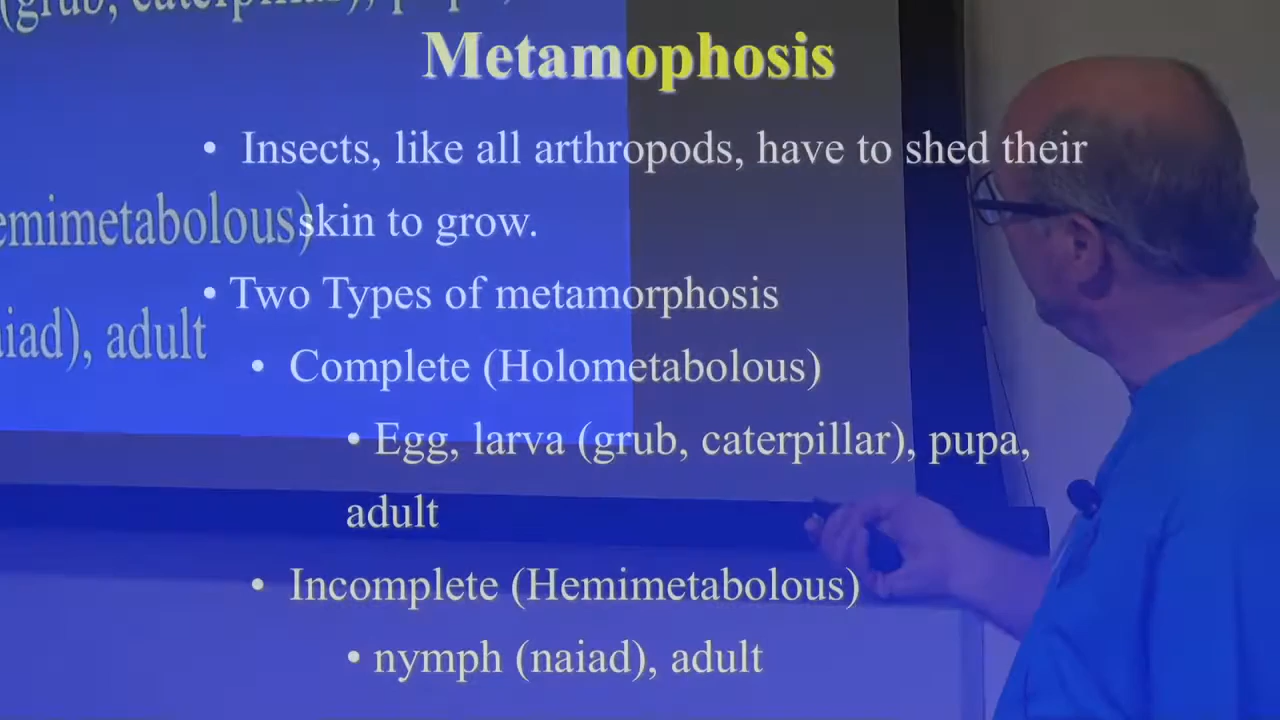 (grub, caterpillar), pupa,
Metamophosis
• Insects, like all arthropods, have to shed their
skin to grow.
emimetabolous)
• Two Types of metamorphosis
iad), adult
• Complete (Holometabolous)
• Egg, larva (grub, caterpillar), pupa,
adult
• Incomplete (Hemimetabolous)
• nymph (naiad), adult